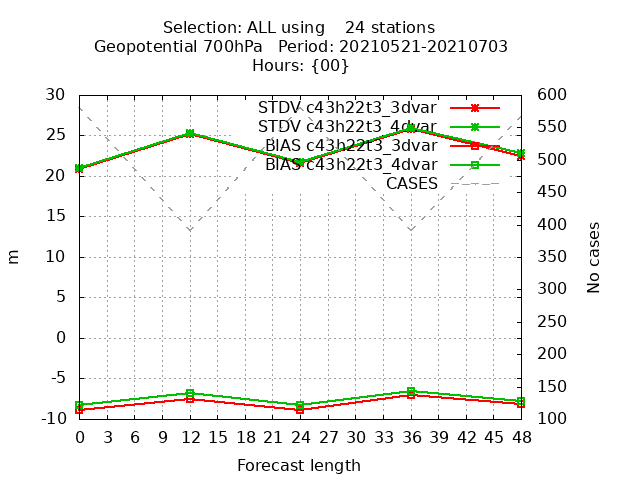 Selection: ALL using    24 stations
Geopotential 700hPa   Period: 20210521-20210703
Hours: {00}
30
25
20
15
10
5
0
-5
-10
m
STDV c43h22t3_3dvar
STDV c43h22t3_4dvar
BIAS c43h22t3_3dvar
BIAS c43h22t3_4dvar
CASES
600
550
500
450
400
350
300
250
200
150
100
No cases
0 3 6 9 12 15 18 21 24 27 30 33 36 39 42 45 48
Forecast length